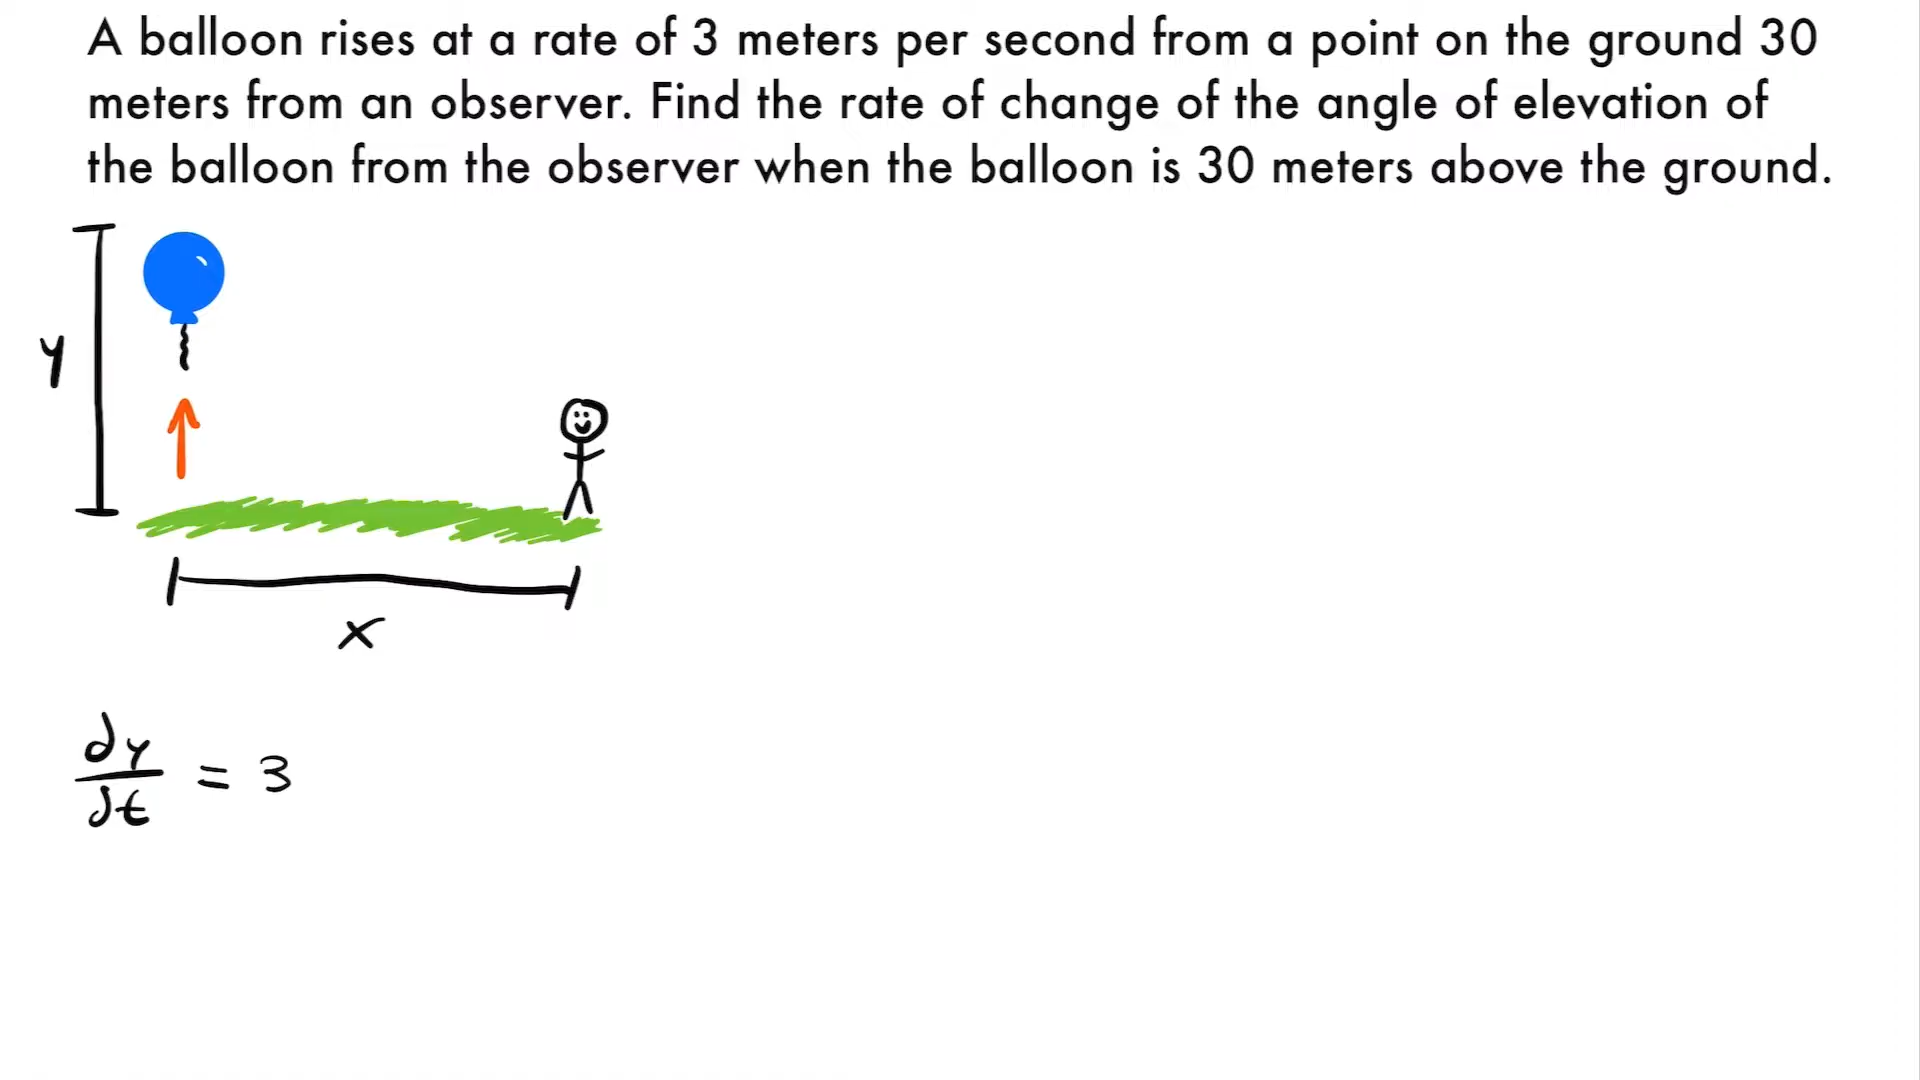 A balloon rises at a rate of 3 meters per second from a point on the ground 30
meters from an observer. Find the rate of change of the angle of elevation of
the balloon from the observer when the balloon is 30 meters above the ground.
y
x
dy/dt = 3